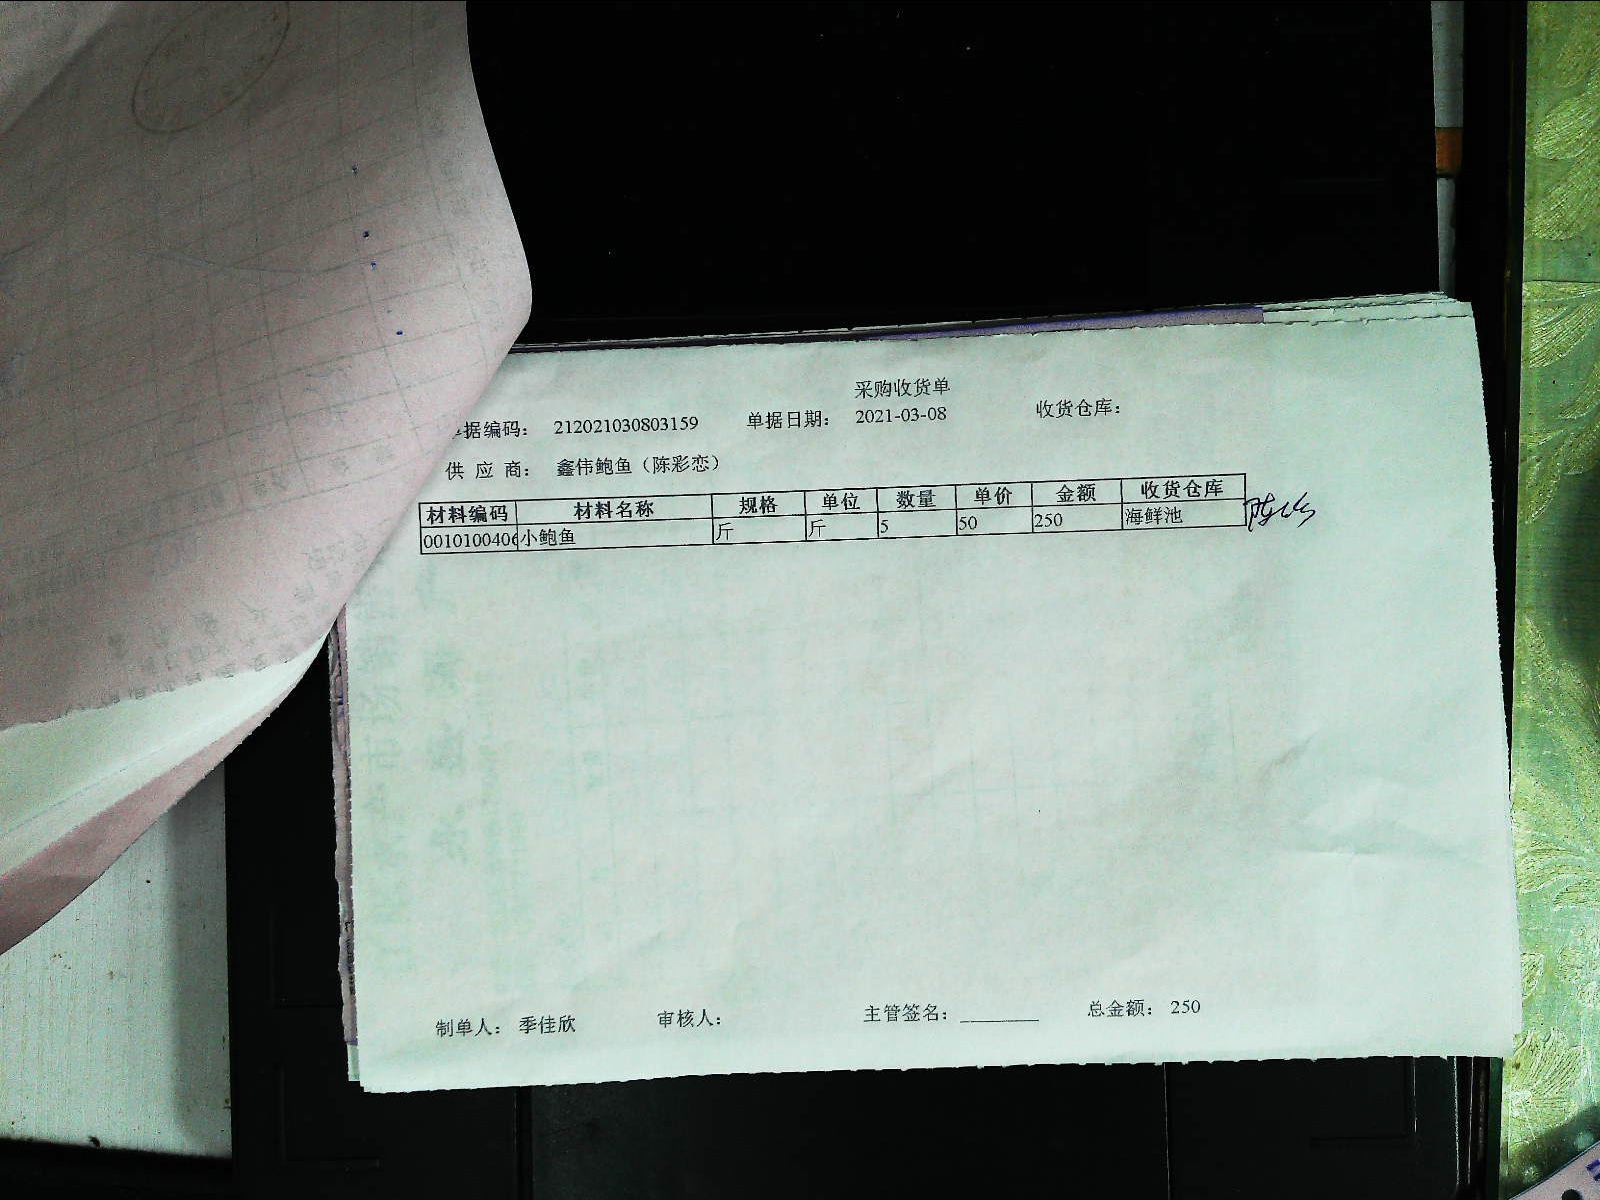 采购收货单
据编码： 212021030803159 单据日期： 2021-03-08 收货仓库：
供 应 商： 鑫伟鲍鱼（陈彩恋）
材料编码 材料名称 规格 单位 数量 单价 金额 收货仓库
0010100406 小鲍鱼 斤 斤 5 50 250 海鲜池
制单人： 季佳欣 审核人： 主管签名：________ 总金额： 250